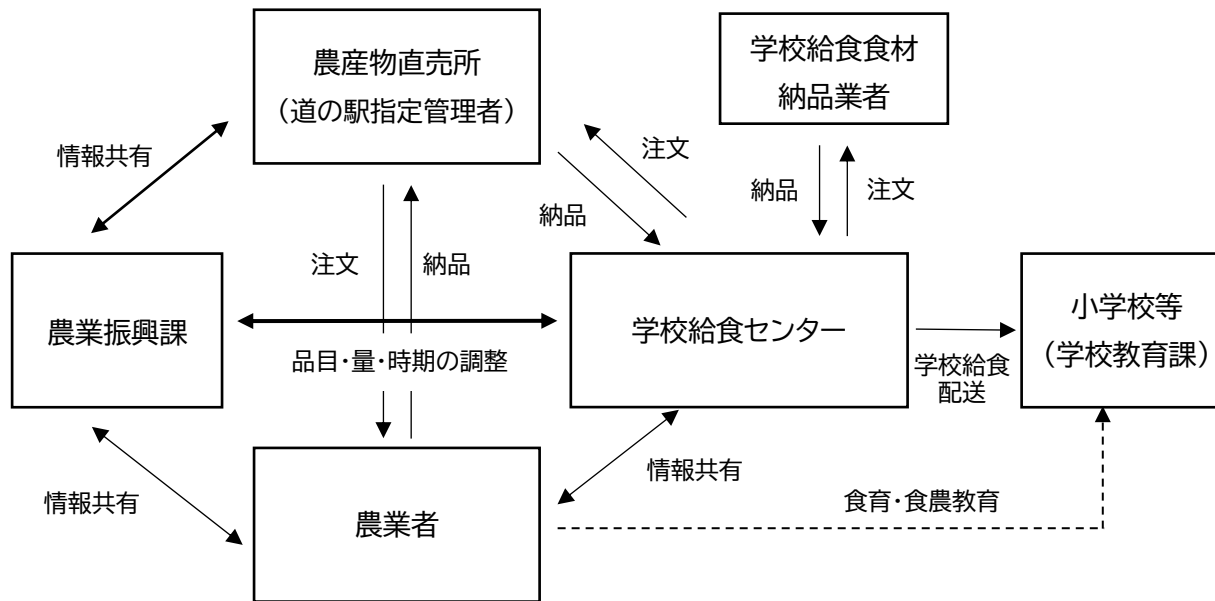 農産物直売所
（道の駅指定管理者）
学校給食食材
納品業者
情報共有
注文
納品
納品
注文
注文
納品
農業振興課
学校給食センター
小学校等
（学校教育課）
品目・量・時期の調整
学校給食
配送
情報共有
農業者
情報共有
食育・食農教育